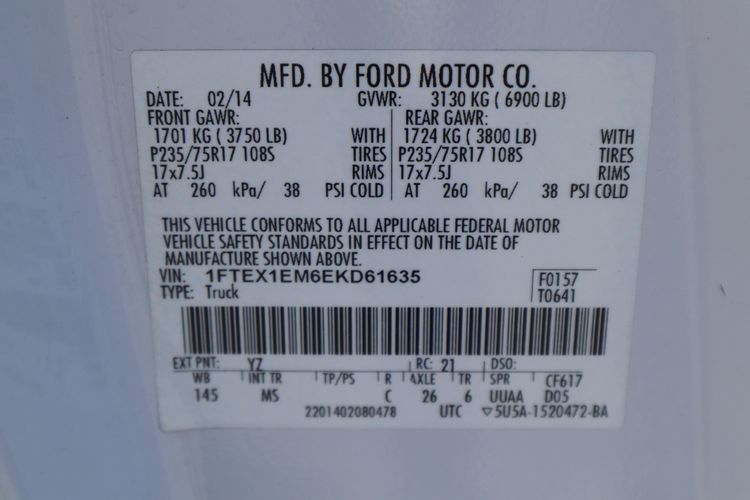 MFD. BY FORD MOTOR CO.
DATE: 02/14 GVWR: 3130 KG ( 6900 LB)
FRONT GAWR: REAR GAWR:
1701 KG ( 3750 LB) WITH 1724 KG ( 3800 LB) WITH
P235/75R17 108S TIRES P235/75R17 108S TIRES
17x7.5J RIMS 17x7.5J RIMS
AT 260 kPa/ 38 PSI COLD AT 260 kPa/ 38 PSI COLD
THIS VEHICLE CONFORMS TO ALL APPLICABLE FEDERAL MOTOR
VEHICLE SAFETY STANDARDS IN EFFECT ON THE DATE OF
MANUFACTURE SHOWN ABOVE.
VIN: 1FTEX1EM6EKD61635 F0157
TYPE: Truck T0641
EXT PNT: YZ RC: 21 DSO:
WB INT TR TP/PS R AXLE TR SPR CF617
145 MS C 26 6 UUAA D05
2201402080478 UTC ▽5U5A-1520472-BA